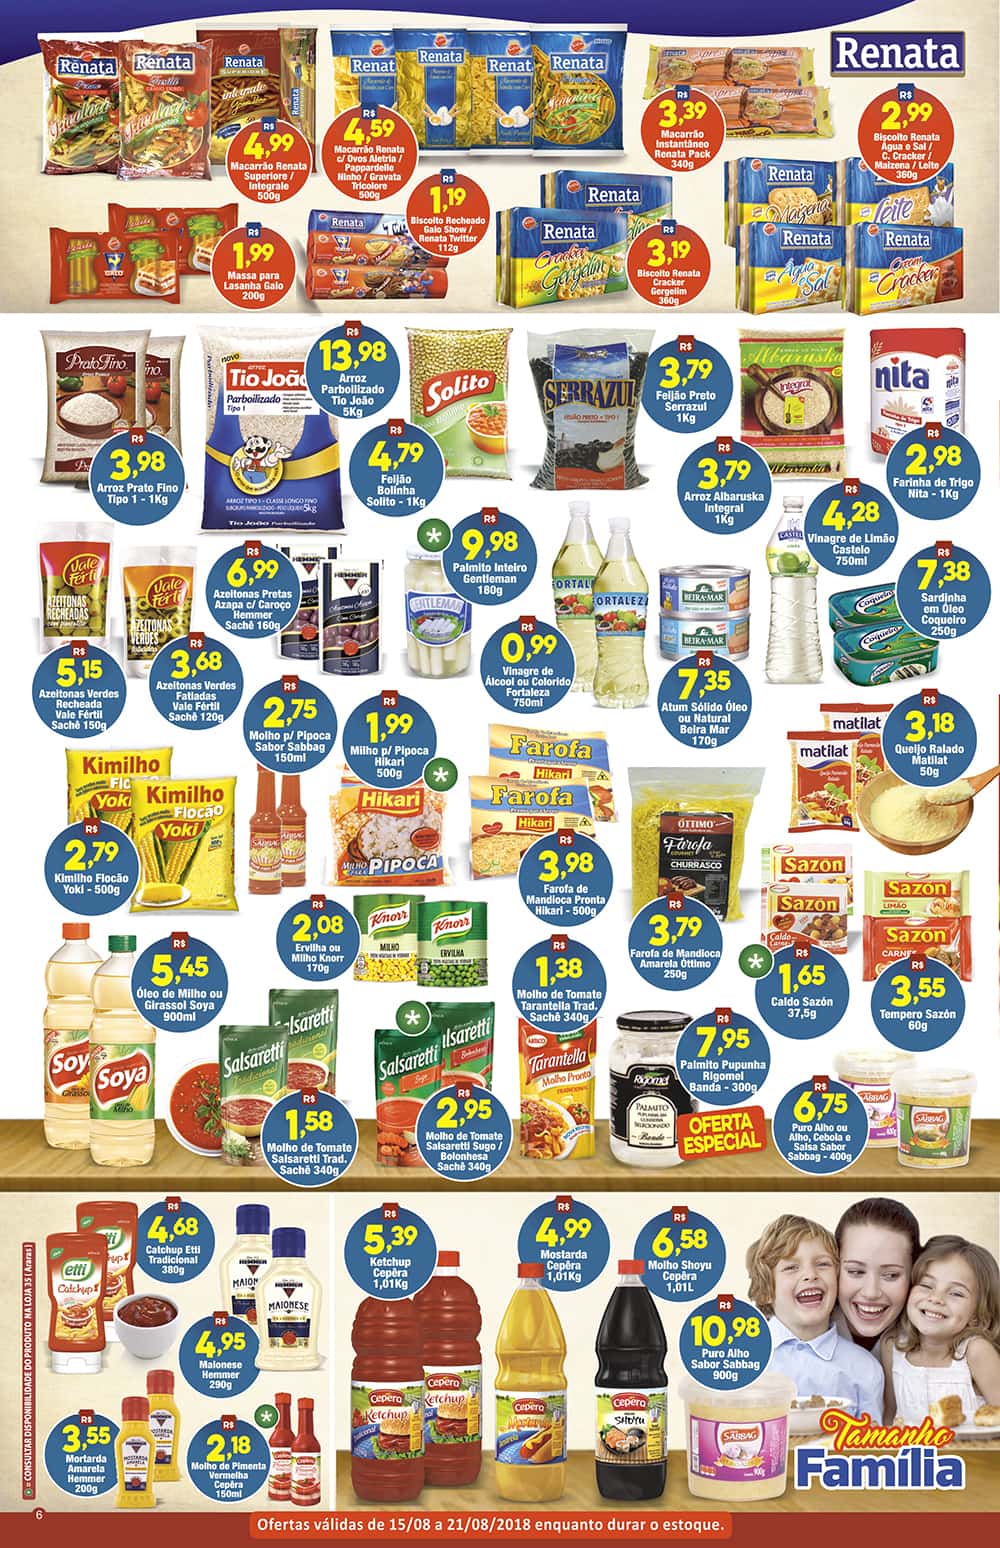 Renata
R$
4,99
Macarrão Renata
Superiore /
Integrale
500g
R$
4,59
Macarrão Renata
c/ Ovos Aletria /
Pappardelle
Ninho / Gravata
Tricolore
500g
R$
3,39
Macarrão
Instantâneo
Renata Pack
340g
R$
2,99
Biscoito Renata
Água e Sal /
C. Cracker /
Maizena / Leite
360g
R$
1,99
Massa para
Lasanha Galo
200g
R$
1,19
Biscoito Recheado
Galo Show /
Renata Twitter
112g
R$
3,19
Biscoito Renata
Cracker
Gergelim
360g
R$
3,98
Arroz Prato Fino
Tipo 1 - 1Kg
R$
13,98
Arroz
Parboilizado
Tio João
5Kg
R$
4,79
Feijão
Bolinha
Solito - 1Kg
R$
3,79
Feijão Preto
Serrazul
1Kg
R$
3,79
Arroz Albaruska
Integral
1Kg
R$
2,98
Farinha de Trigo
Nita - 1Kg
R$
5,15
Azeitonas Verdes
Recheada
Vale Fértil
Sachê 150g
R$
3,68
Azeitonas Verdes
Fatiadas
Vale Fértil
Sachê 120g
R$
6,99
Azeitonas Pretas
Azapa c/ Caroço
Hemmer
Sachê 160g
*
R$
9,98
Palmito Inteiro
Gentleman
180g
R$
0,99
Vinagre de
Álcool ou Colorido
Fortaleza
750ml
R$
7,35
Atum Sólido Óleo
ou Natural
Beira Mar
170g
R$
4,28
Vinagre de Limão
Castelo
750ml
R$
7,38
Sardinha
em Óleo
Coqueiro
250g
R$
2,79
Kimilho Flocão
Yoki - 500g
R$
2,75
Molho p/ Pipoca
Sabor Sabbag
150ml
R$
1,99
Milho p/ Pipoca
Hikari
500g
*
R$
3,98
Farofa de
Mandioca Pronta
Hikari - 500g
R$
3,79
Farofa de Mandioca
Amarela Óttimo
250g
R$
3,18
Queijo Ralado
Matilat
50g
R$
5,45
Óleo de Milho ou
Girassol Soya
900ml
R$
2,08
Ervilha ou
Milho Knorr
170g
R$
1,38
Molho de Tomate
Tarantella Trad.
Sachê 340g
*
R$
1,65
Caldo Sazón
37,5g
R$
3,55
Tempero Sazón
60g
R$
1,58
Molho de Tomate
Salsaretti Trad.
Sachê 340g
*
R$
2,95
Molho de Tomate
Salsaretti Sugo /
Bolonhesa
Sachê 340g
R$
7,95
Palmito Pupunha
Rigomel
Banda - 300g
OFERTA
ESPECIAL
R$
6,75
Puro Alho ou
Alho, Cebola e
Salsa Sabor
Sabbag - 400g
R$
4,68
Catchup Etti
Tradicional
380g
R$
4,95
Maionese
Hemmer
290g
R$
3,55
Mortarda
Amarela
Hemmer
200g
*
R$
2,18
Molho de Pimenta
Vermelha
Cepêra
150ml
R$
5,39
Ketchup
Cepêra
1,01Kg
R$
4,99
Mostarda
Cepêra
1,01Kg
R$
6,58
Molho Shoyu
Cepêra
1,01L
R$
10,98
Puro Alho
Sabor Sabbag
900g
Tamanho
Família
* = CONSULTAR DISPONIBILIDADE DO PRODUTO NA LOJA 35 (Araras)
6
Ofertas válidas de 15/08 a 21/08/2018 enquanto durar o estoque.